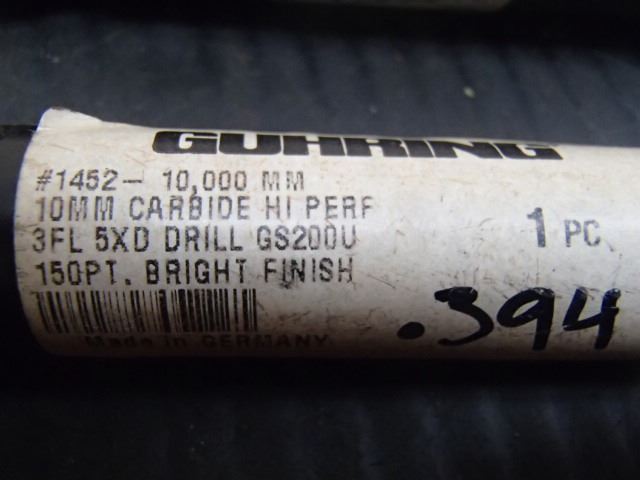 GUHRING
#1452- 10,000 MM
10MM CARBIDE HI PERF
3FL 5XD DRILL GS200U
1 PC
150PT. BRIGHT FINISH
.394
Made in GERMANY